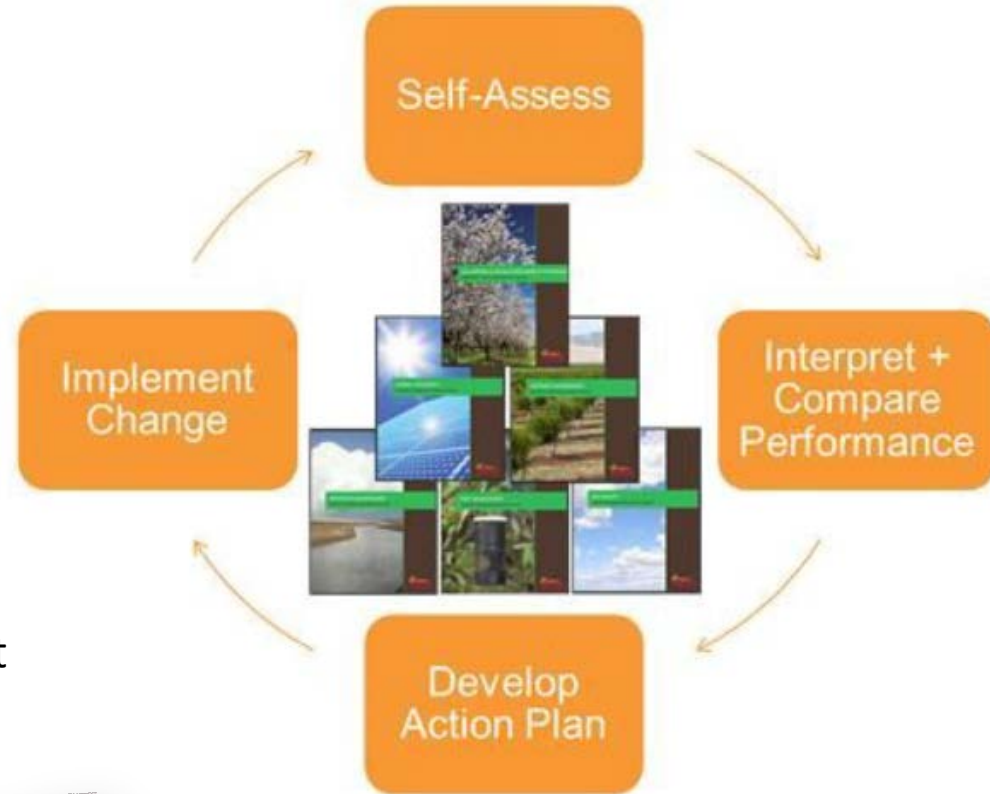 Self-Assess
Implement
Change
Interpret +
Compare
Performance
t
Develop
Action Plan